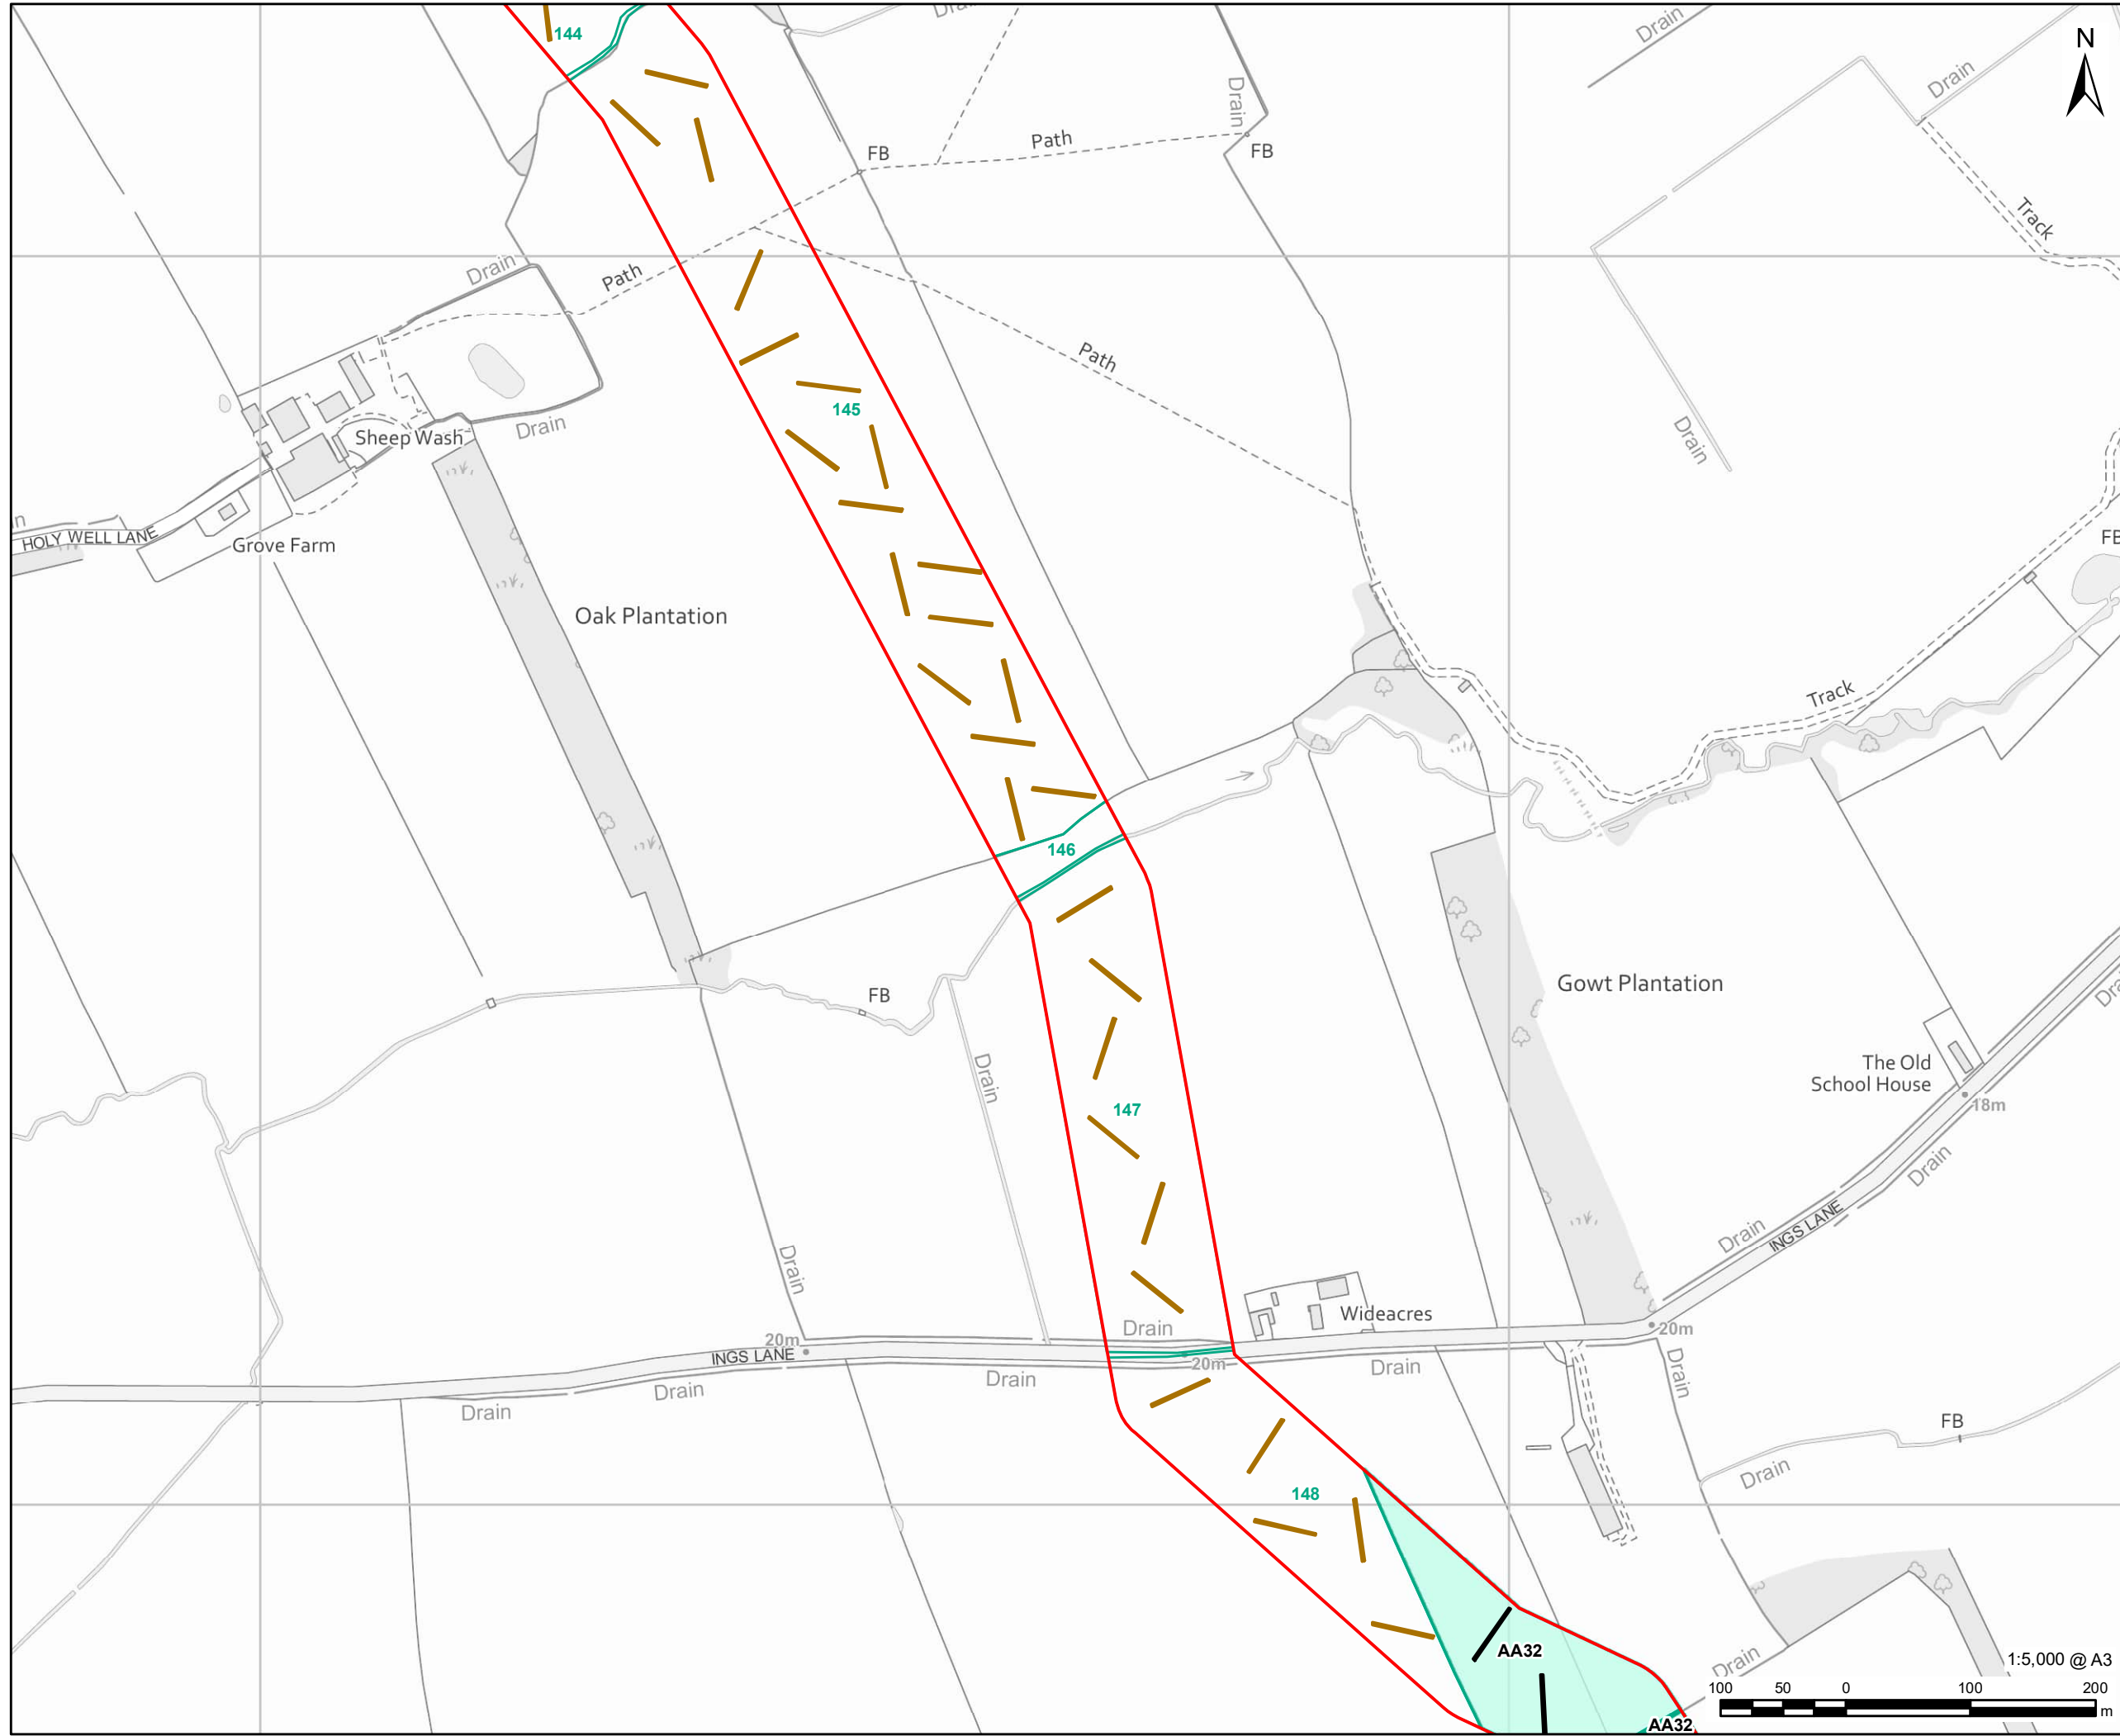 Drain
Drain
N
144
Drain
Drain
Path
FB
FB
Track
Drain
Path
Path
145
Drain
Sheep Wash
Drain
HOLY WELL LANE
Grove Farm
FB
Oak Plantation
Track
146
Gowt Plantation
FB
Drain
The Old
School House
18m
147
Drain
Drain
INGS LANE
Drain
Drain
Wideacres
20m
20m
INGS LANE
20m
Drain
Drain
Drain
Drain
Drain
FB
Drain
148
AA32
Drain
1:5,000 @ A3
100 50 0 100 200
m
AA32